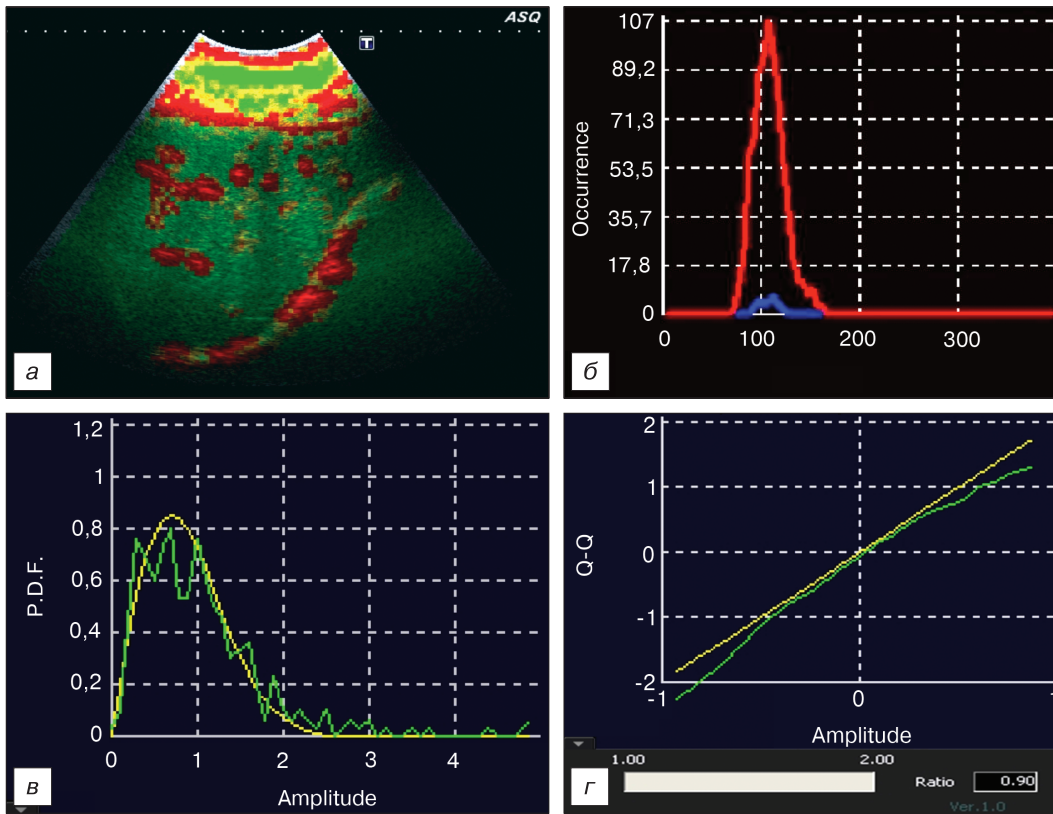 ASQ
T
а
107
89,2
71,3
53,5
35,7
17,8
0
Occurrence
0 100 200 300
б
1,2
1
0,8
0,6
0,4
0,2
0
P.D.F.
0 1 2 3 4
Amplitude
в
2
1
0
-1
-2
Q-Q
-1 0 1
Amplitude
1.00 2.00
Ratio 0.90
Ver.1.0
г